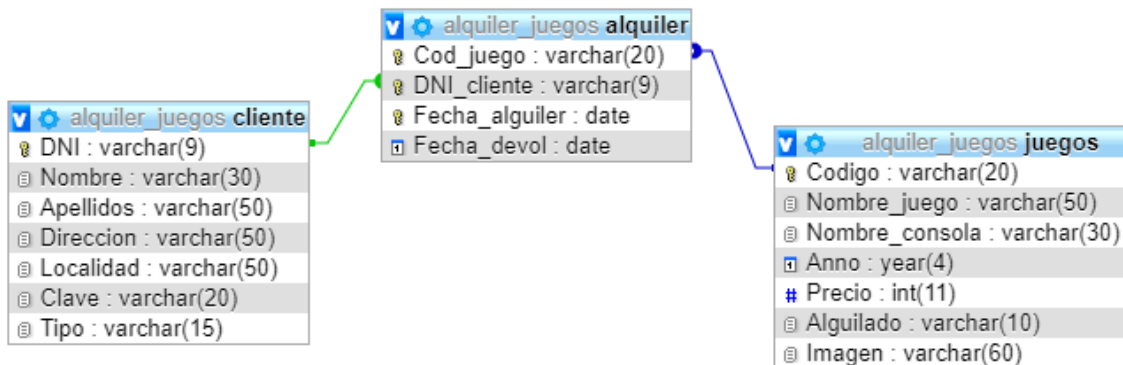 alquiler_juegos alquiler
Cod_juego : varchar(20)
DNI_cliente : varchar(9)
Fecha_alguiler : date
Fecha_devol : date
alquiler_juegos cliente
DNI : varchar(9)
Nombre : varchar(30)
Apellidos : varchar(50)
Direccion : varchar(50)
Localidad : varchar(50)
Clave : varchar(20)
Tipo : varchar(15)
alquiler_juegos juegos
Codigo : varchar(20)
Nombre_juego : varchar(50)
Nombre_consola : varchar(30)
Anno : year(4)
# Precio : int(11)
Alguilado : varchar(10)
Imagen : varchar(60)